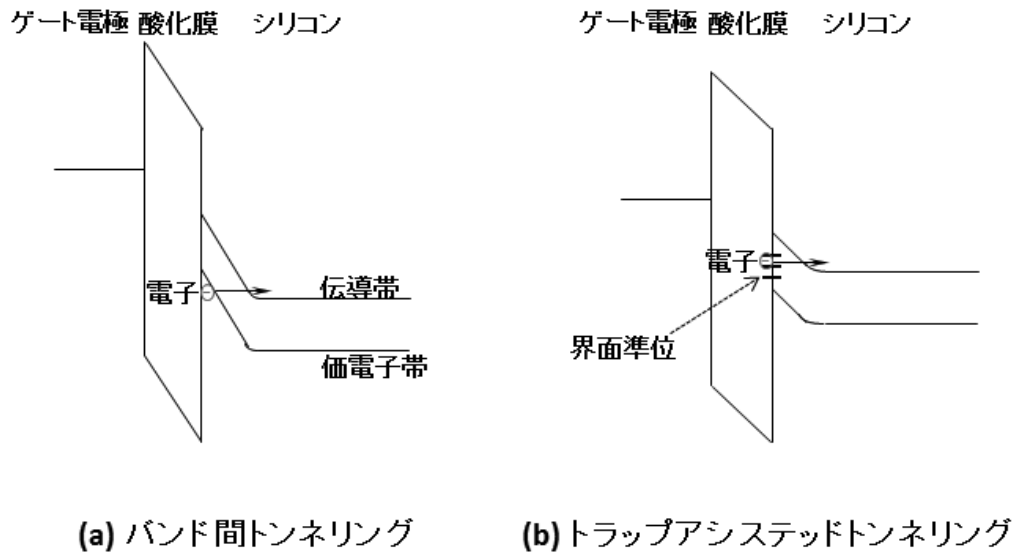 ゲート電極 酸化膜 シリコン
電子
伝導帯
価電子帯
(a) バンド間トンネリング
ゲート電極 酸化膜 シリコン
電子
界面準位
(b) トラップアシステッドトンネリング